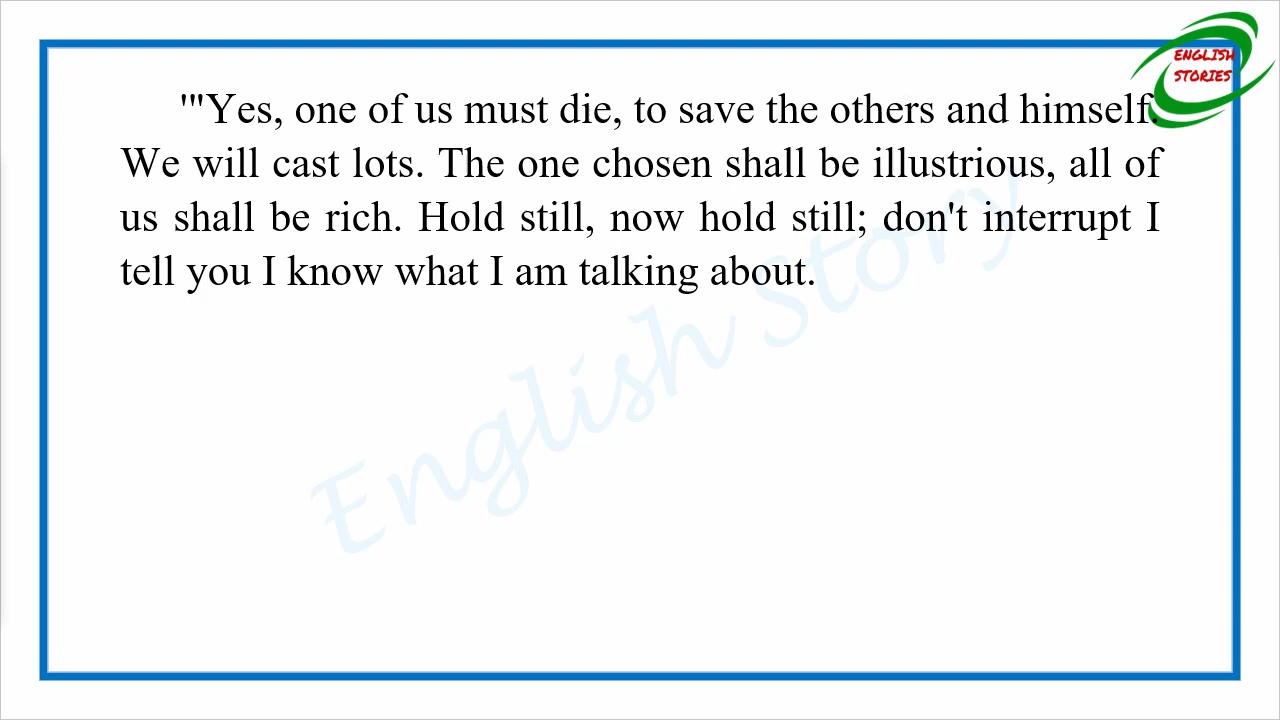 ENGLISH
STORIES
'"Yes, one of us must die, to save the others and himself.
We will cast lots. The one chosen shall be illustrious, all of
us shall be rich. Hold still, now hold still; don't interrupt I
tell you I know what I am talking about.
English Story